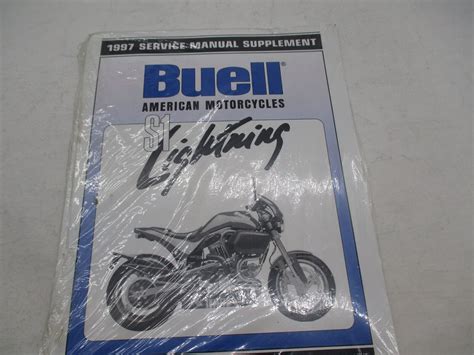 1997 SERVICE MANUAL SUPPLEMENT
Buell®
AMERICAN MOTORCYCLES
S1
Lightning